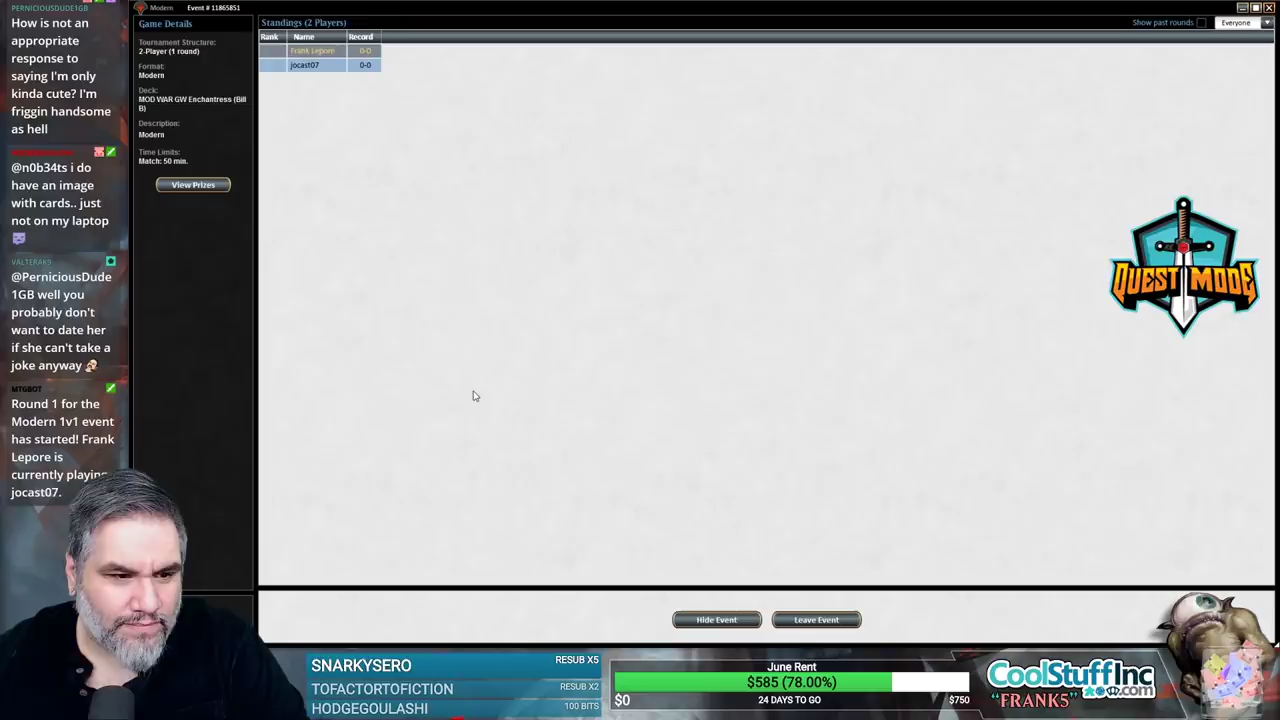 PERNICIOUSDUDE1GB
How is not an
appropriate
response to
saying I'm only
kinda cute? I'm
friggin handsome
as hell
@n0b34ts i do
have an image
with cards.. just
not on my laptop
VALTERAK9
@PerniciousDude
1GB well you
probably don't
want to date her
if she can't take a
joke anyway
MTGBOT
Round 1 for the
Modern 1v1 event
has started! Frank
Lepore is
currently playing
jocast07.
Modern Event # 11865851
Game Details
Tournament Structure:
2-Player (1 round)
Format:
Modern
Deck:
MOD WAR GW Enchantress (Bill
B)
Description:
Modern
Time Limits:
Match: 50 min.
View Prizes
Standings (2 Players)
Show past rounds
Everyone
Rank Name Record
Frank Lepore 0-0
jocast07 0-0
QUEST MODE
Hide Event
Leave Event
SNARKYSERO RESUB X5
TOFACTORTOFICTION RESUB X2
HODGEGOULASHI 100 BITS
June Rent
$585 (78.00%)
$0 24 DAYS TO GO $750
CoolStuffInc
.com
"FRANK5"